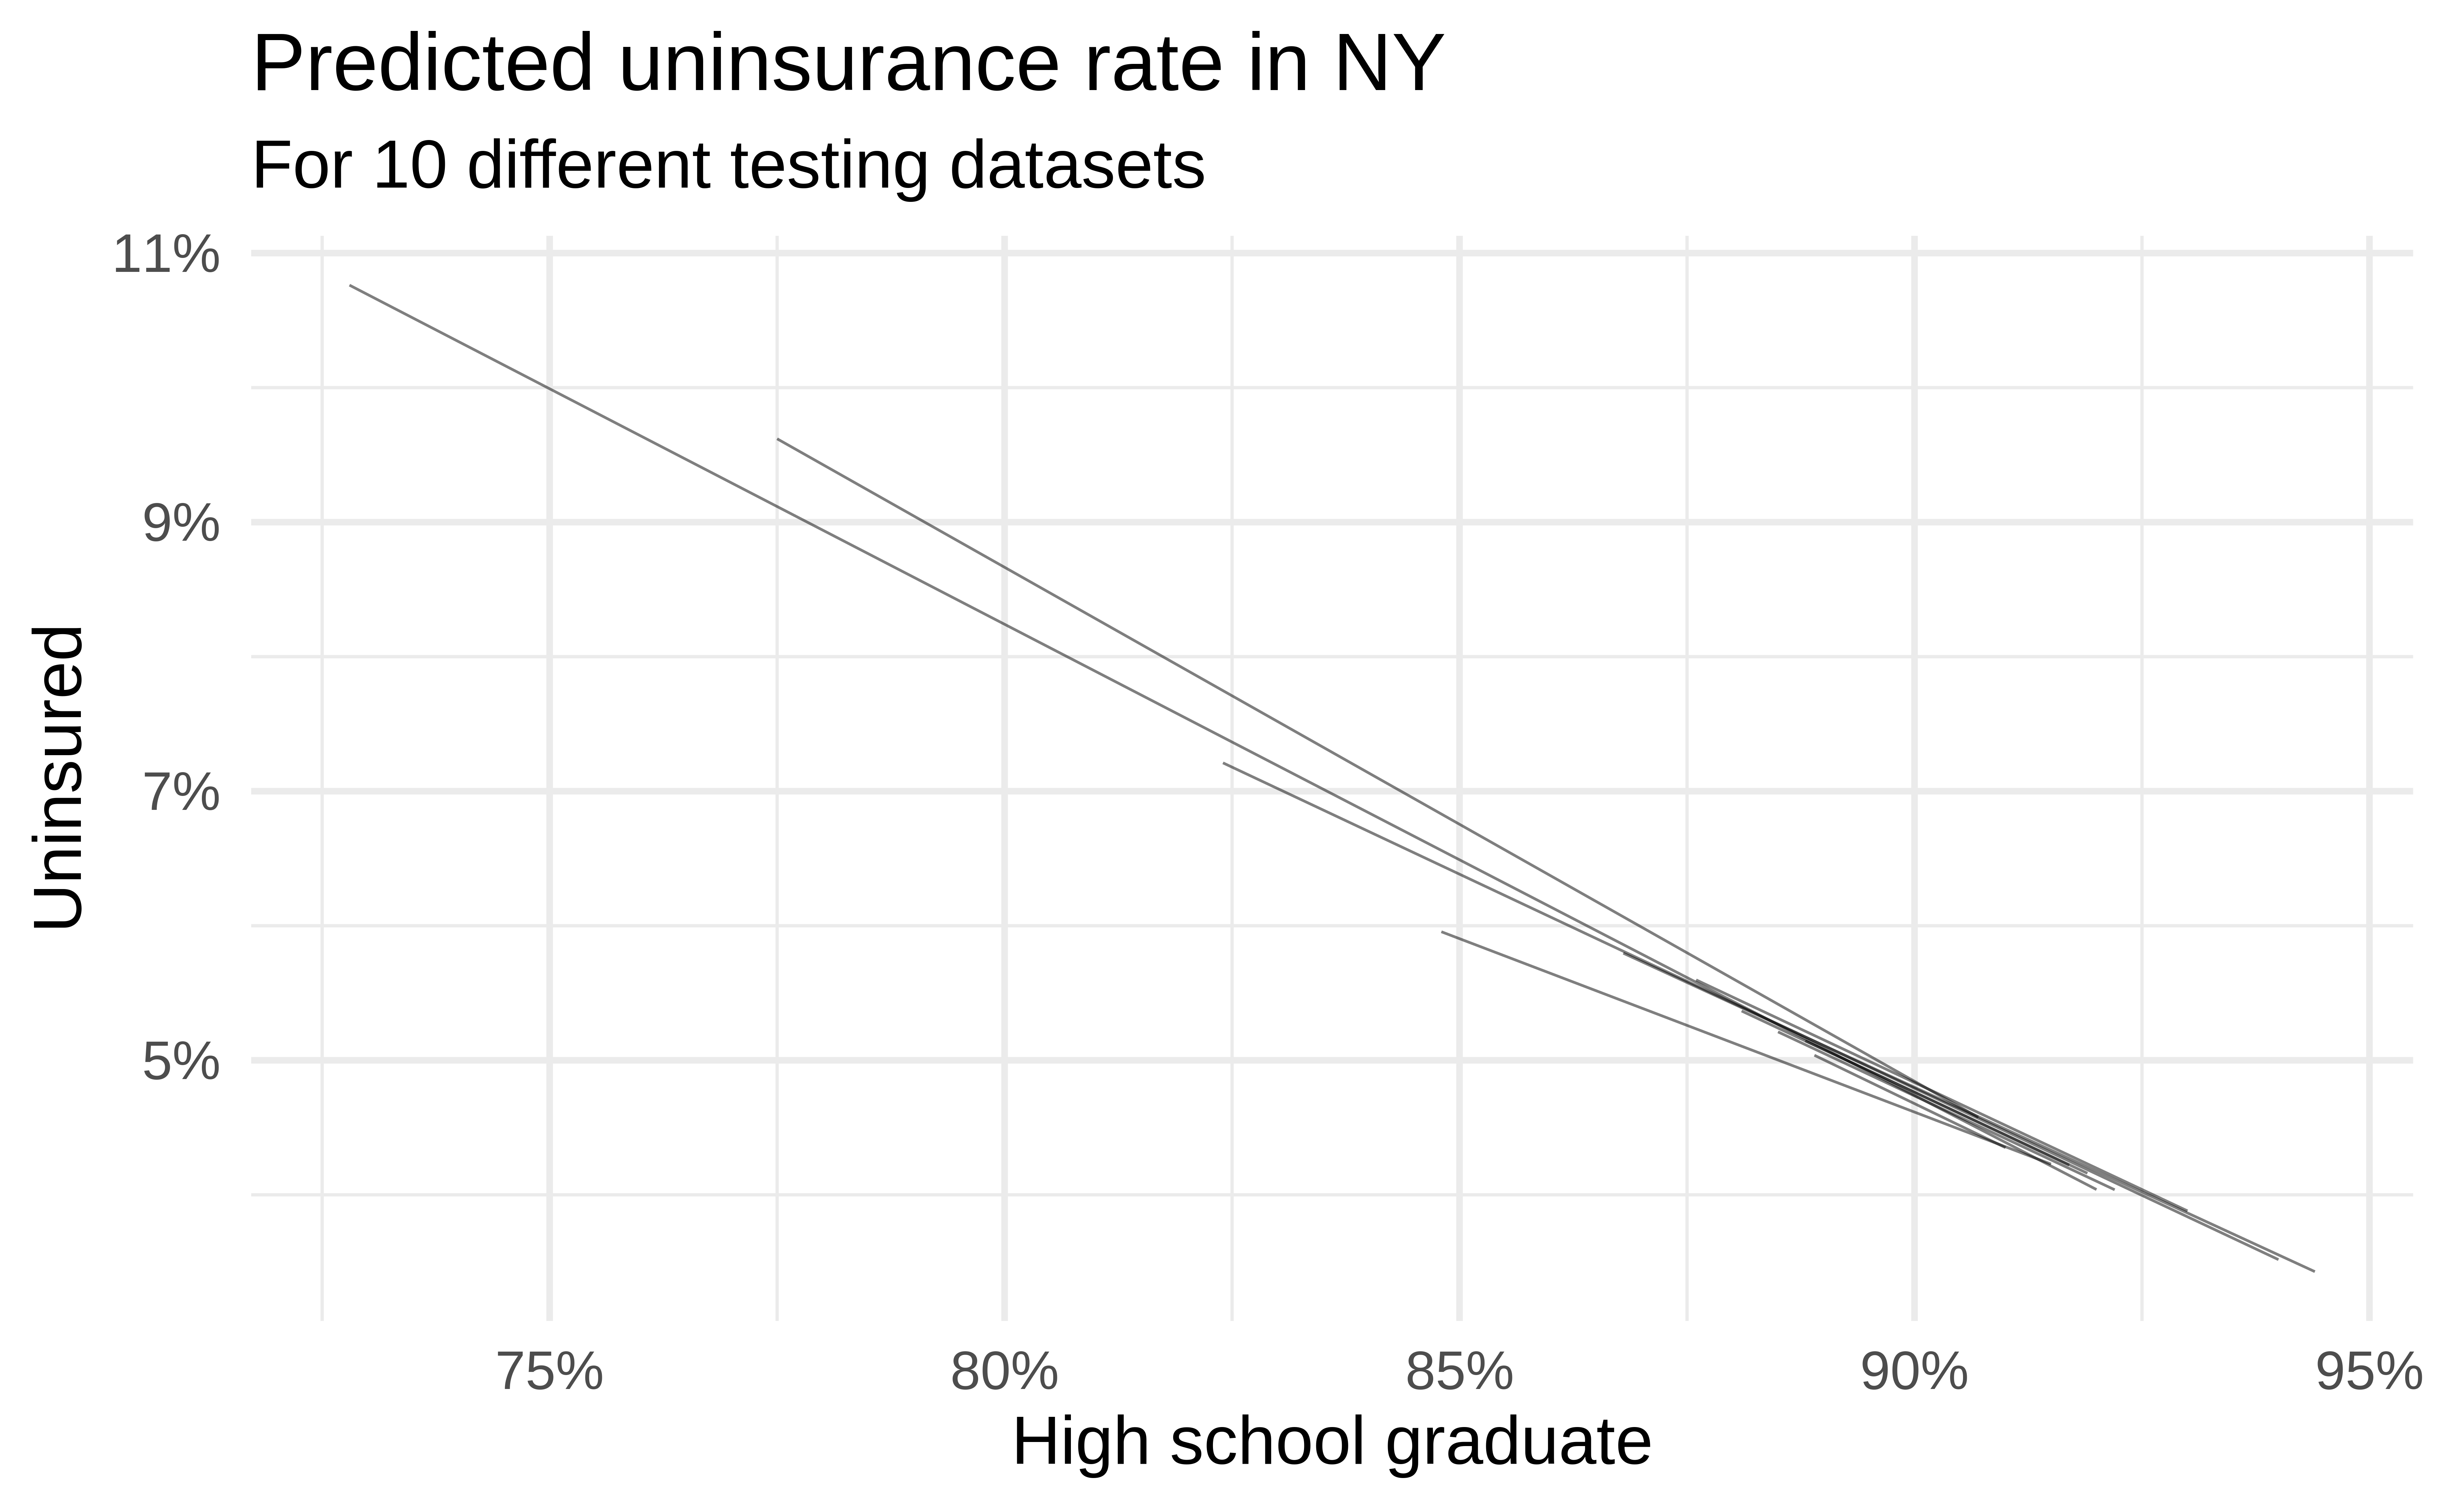 Predicted uninsurance rate in NY
For 10 different testing datasets
11%
9%
7%
5%
Uninsured
75% 80% 85% 90% 95%
High school graduate